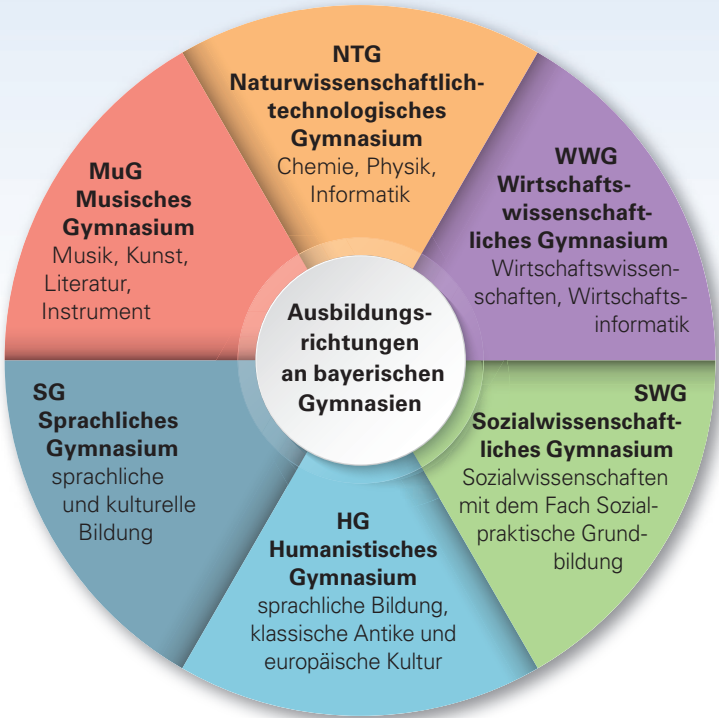 NTG
Naturwissenschaftlich-
technologisches
Gymnasium
Chemie, Physik,
Informatik
WWG
Wirtschafts-
wissenschaft-
liches Gymnasium
Wirtschaftswissen-
schaften, Wirtschafts-
informatik
SWG
Sozialwissenschaft-
liches Gymnasium
Sozialwissenschaften
mit dem Fach Sozial-
praktische Grund-
bildung
HG
Humanistisches
Gymnasium
sprachliche Bildung,
klassische Antike und
europäische Kultur
SG
Sprachliches
Gymnasium
sprachliche
und kulturelle
Bildung
MuG
Musisches
Gymnasium
Musik, Kunst,
Literatur,
Instrument
Ausbildungs-
richtungen
an bayerischen
Gymnasien